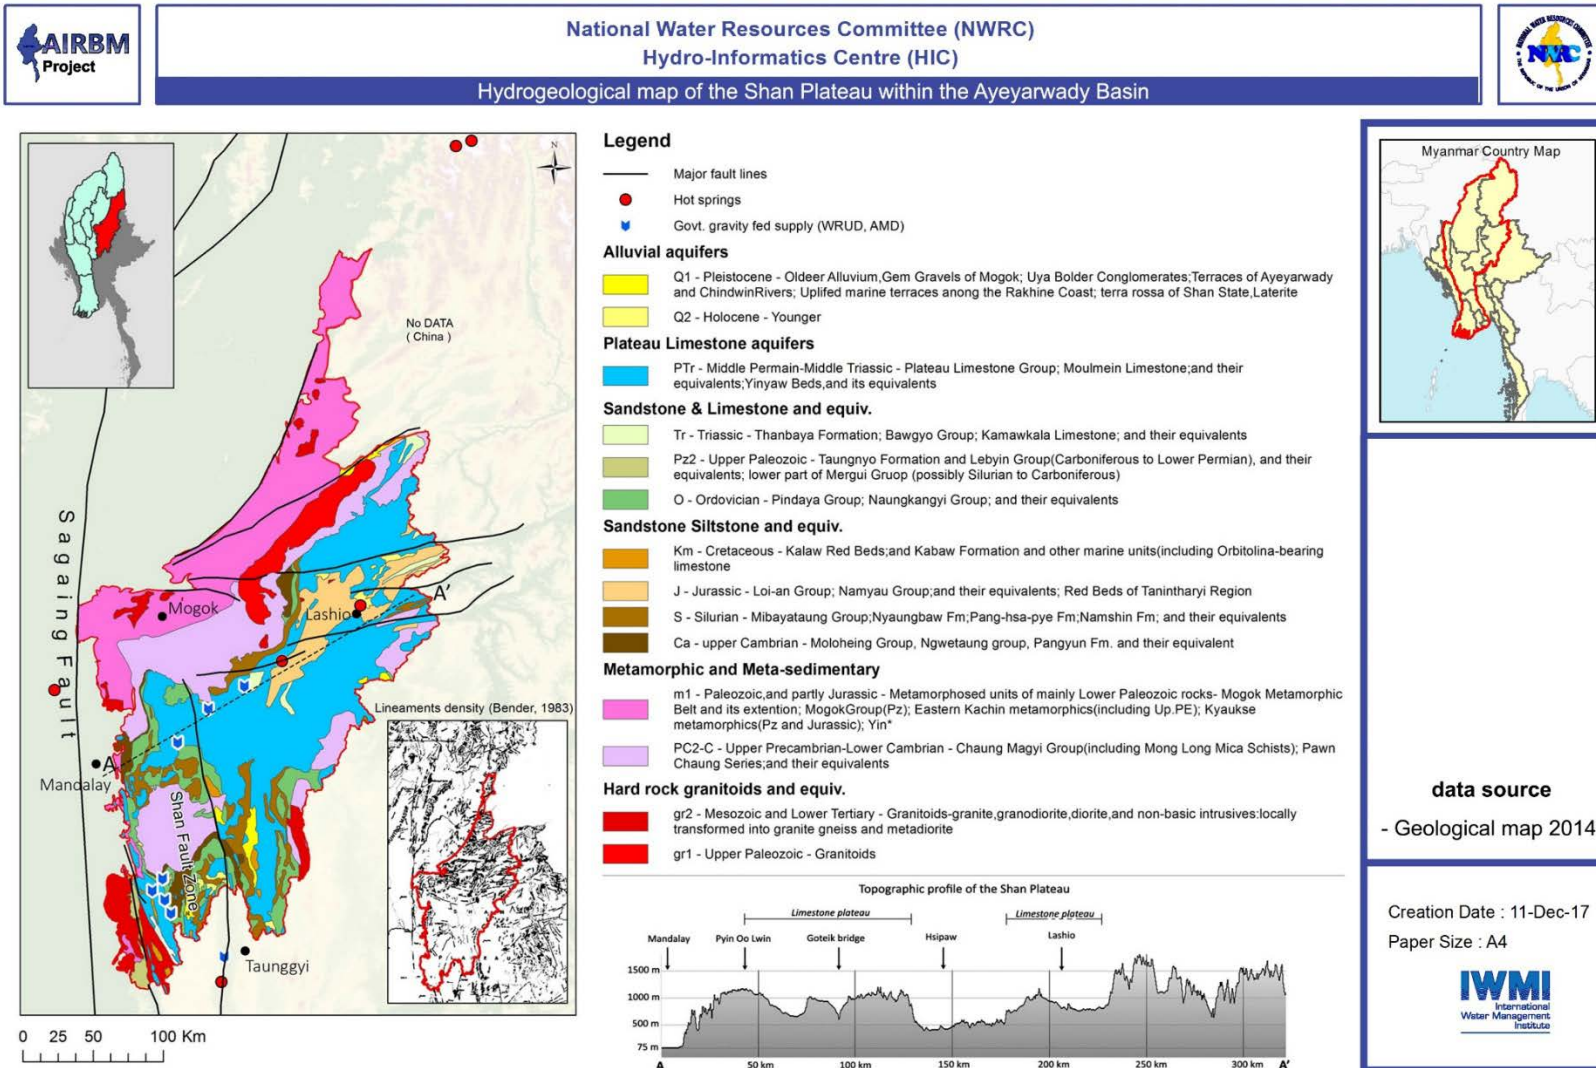 AIRBM
Project
National Water Resources Committee (NWRC)
Hydro-Informatics Centre (HIC)
Hydrogeological map of the Shan Plateau within the Ayeyarwady Basin
NATIONAL WATER RESOURCES COMMITTEE
NWRC
THE REPUBLIC OF THE UNION OF MYANMAR
N
No DATA
( China )
Sagaing Fault
Mogok
Lashio
A'
A
Mandalay
Shan Fault Zone
Taunggyi
Lineaments density (Bender, 1983)
0 25 50 100 Km
Legend
Major fault lines
Hot springs
Govt. gravity fed supply (WRUD, AMD)
Alluvial aquifers
Q1 - Pleistocene - Oldeer Alluvium,Gem Gravels of Mogok; Uya Bolder Conglomerates;Terraces of Ayeyarwady
and ChindwinRivers; Uplifed marine terraces among the Rakhine Coast; terra rossa of Shan State,Laterite
Q2 - Holocene - Younger
Plateau Limestone aquifers
PTr - Middle Permain-Middle Triassic - Plateau Limestone Group; Moulmein Limestone;and their
equivalents;Yinyaw Beds,and its equivalents
Sandstone & Limestone and equiv.
Tr - Triassic - Thanbaya Formation; Bawgyo Group; Kamawkala Limestone; and their equivalents
Pz2 - Upper Paleozoic - Taungnyo Formation and Lebyin Group(Carboniferous to Lower Permian), and their
equivalents; lower part of Mergui Gruop (possibly Silurian to Carboniferous)
O - Ordovician - Pindaya Group; Naungkangyi Group; and their equivalents
Sandstone Siltstone and equiv.
Km - Cretaceous - Kalaw Red Beds;and Kabaw Formation and other marine units(including Orbitolina-bearing
limestone
J - Jurassic - Loi-an Group; Namyau Group;and their equivalents; Red Beds of Tanintharyi Region
S - Silurian - Mibayataung Group;Nyaungbaw Fm;Pang-hsa-pye Fm;Namshin Fm; and their equivalents
Ca - upper Cambrian - Moloheing Group, Ngwetaung group, Pangyun Fm. and their equivalent
Metamorphic and Meta-sedimentary
m1 - Paleozoic,and partly Jurassic - Metamorphosed units of mainly Lower Paleozoic rocks- Mogok Metamorphic
Belt and its extention; MogokGroup(Pz); Eastern Kachin metamorphics(including Up.PE); Kyaukse
metamorphics(Pz and Jurassic); Yin*
PC2-C - Upper Precambrian-Lower Cambrian - Chaung Magyi Group(including Mong Long Mica Schists); Pawn
Chaung Series;and their equivalents
Hard rock granitoids and equiv.
gr2 - Mesozoic and Lower Tertiary - Granitoids-granite,granodiorite,diorite,and non-basic intrusives:locally
transformed into granite gneiss and metadiorite
gr1 - Upper Paleozoic - Granitoids
Topographic profile of the Shan Plateau
Limestone plateau Limestone plateau
Mandalay Pyin Oo Lwin Goteik bridge Hsipaw Lashio
1500 m
1000 m
500 m
75 m
A 50 km 100 km 150 km 200 km 250 km 300 km A'
Myanmar Country Map
data source
- Geological map 2014
Creation Date : 11-Dec-17
Paper Size : A4
IWMI
International
Water Management
Institute